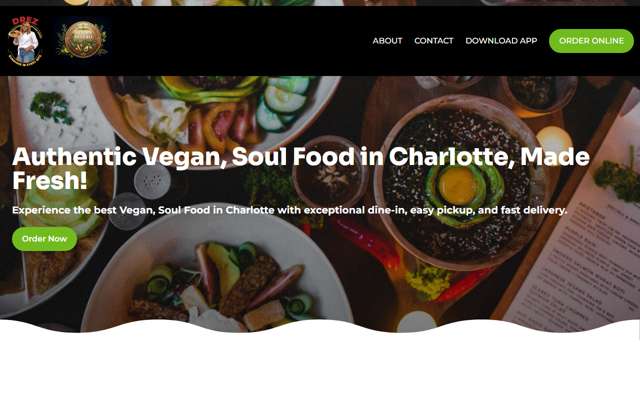 DREZ
ABOUT
CONTACT
DOWNLOAD APP
ORDER ONLINE
Authentic Vegan, Soul Food in Charlotte, Made
Fresh!
Experience the best Vegan, Soul Food in Charlotte with exceptional dine-in, easy pickup, and fast delivery.
Order Now